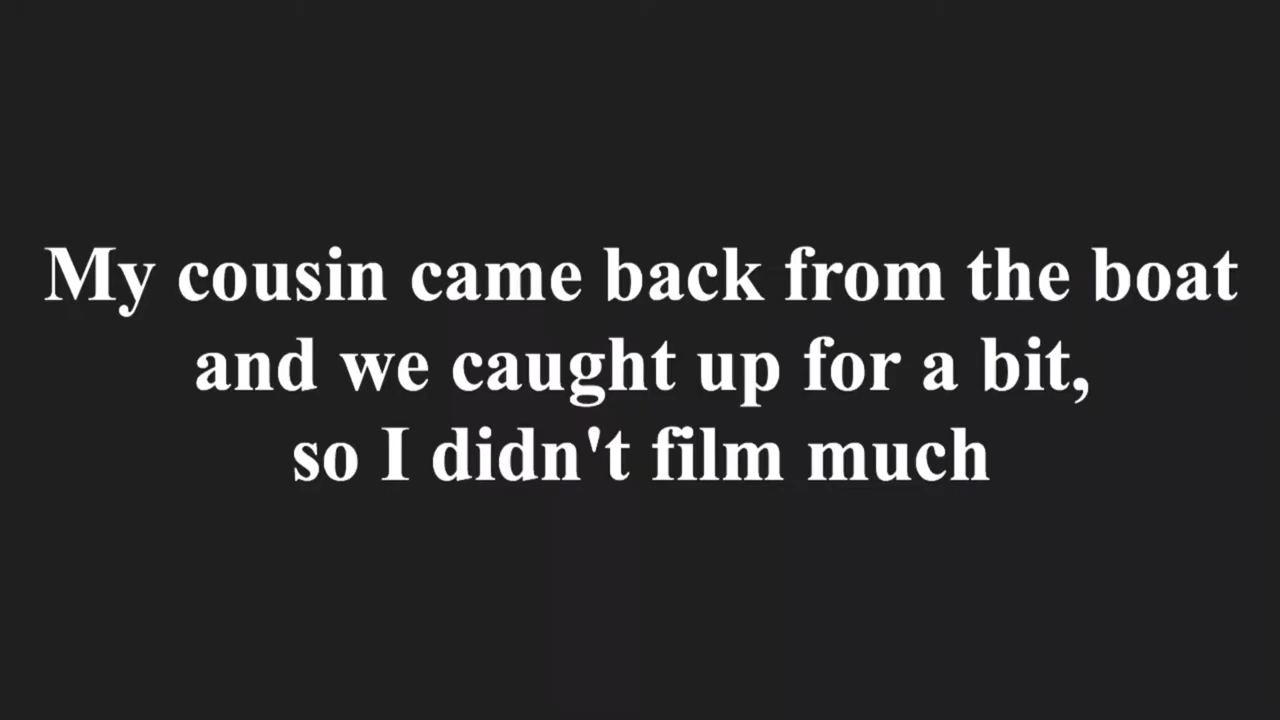 My cousin came back from the boat
and we caught up for a bit,
so I didn't film much